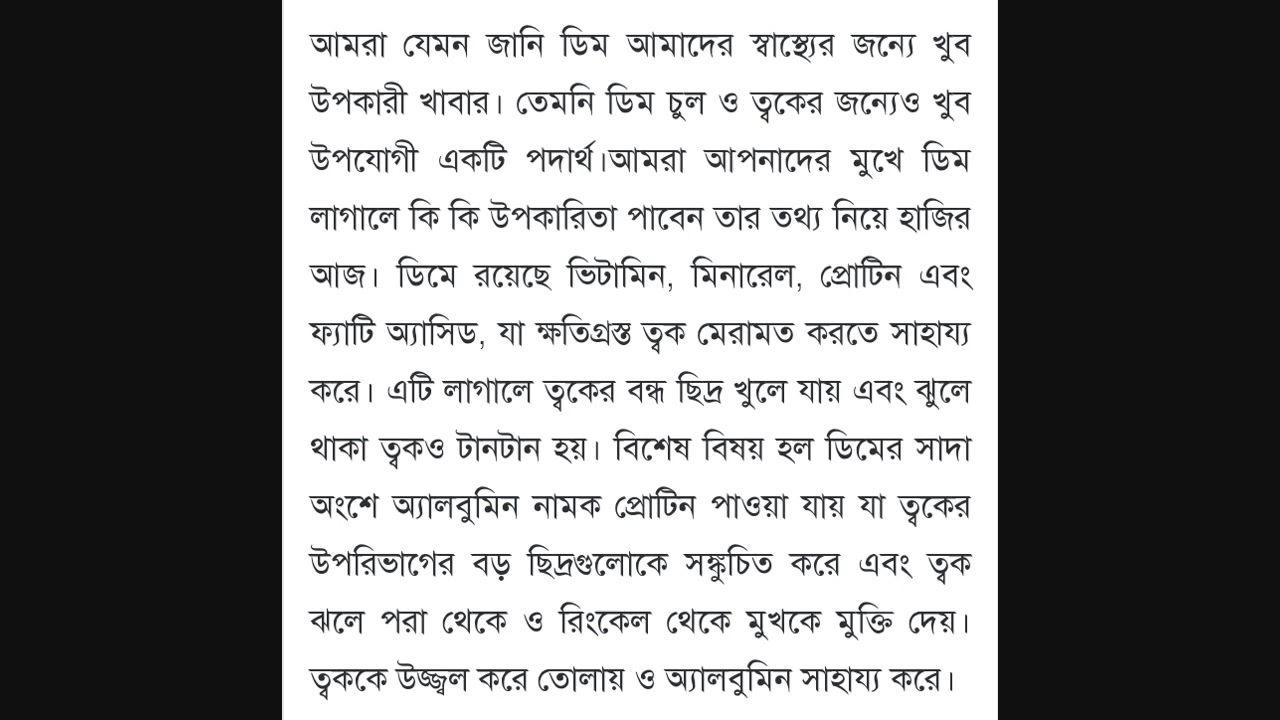 আমরা যেমন জানি ডিম আমাদের স্বাস্থ্যের জন্যে খুব
উপকারী খাবার। তেমনি ডিম চুল ও ত্বকের জন্যেও খুব
উপযোগী একটি পদার্থ।আমরা আপনাদের মুখে ডিম
লাগালে কি কি উপকারিতা পাবেন তার তথ্য নিয়ে হাজির
আজ। ডিমে রয়েছে ভিটামিন, মিনারেল, প্রোটিন এবং
ফ্যাটি অ্যাসিড, যা ক্ষতিগ্রস্ত ত্বক মেরামত করতে সাহায্য
করে। এটি লাগালে ত্বকের বন্ধ ছিদ্র খুলে যায় এবং ঝুলে
থাকা ত্বকও টানটান হয়। বিশেষ বিষয় হল ডিমের সাদা
অংশে অ্যালবুমিন নামক প্রোটিন পাওয়া যায় যা ত্বকের
উপরিভাগের বড় ছিদ্রগুলোকে সঙ্কুচিত করে এবং ত্বক
ঝলে পরা থেকে ও রিংকেল থেকে মুখকে মুক্তি দেয়।
ত্বককে উজ্জ্বল করে তোলায় ও অ্যালবুমিন সাহায্য করে।